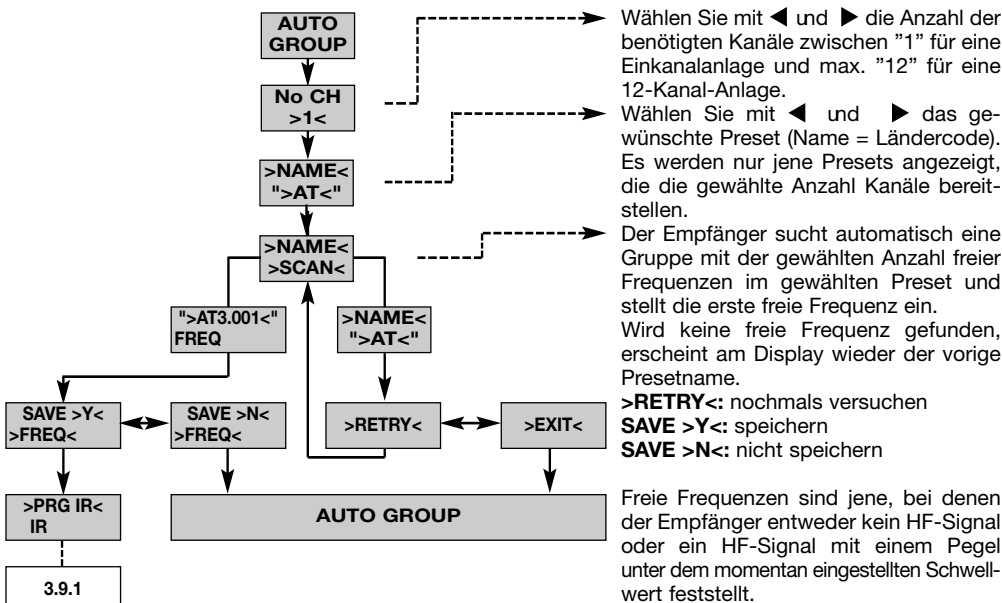 AUTO
GROUP
No CH
>1<
>NAME<
">AT<"
>NAME<
>SCAN<
">AT3.001<"
FREQ
>NAME<
">AT<"
SAVE >Y<
>FREQ<
SAVE >N<
>FREQ<
>RETRY<
>EXIT<
>PRG IR<
IR
AUTO GROUP
3.9.1
Wählen Sie mit ◀ und ▶ die Anzahl der
benötigten Kanäle zwischen ”1” für eine
Einkanalanlage und max. ”12” für eine
12-Kanal-Anlage.
Wählen Sie mit ◀ und ▶ das ge-
wünschte Preset (Name = Ländercode).
Es werden nur jene Presets angezeigt,
die die gewählte Anzahl Kanäle bereit-
stellen.
Der Empfänger sucht automatisch eine
Gruppe mit der gewählten Anzahl freier
Frequenzen im gewählten Preset und
stellt die erste freie Frequenz ein.
Wird keine freie Frequenz gefunden,
erscheint am Display wieder der vorige
Presetname.
>RETRY<: nochmals versuchen
SAVE >Y<: speichern
SAVE >N<: nicht speichern
Freie Frequenzen sind jene, bei denen
der Empfänger entweder kein HF-Signal
oder ein HF-Signal mit einem Pegel
unter dem momentan eingestellten Schwell-
wert feststellt.